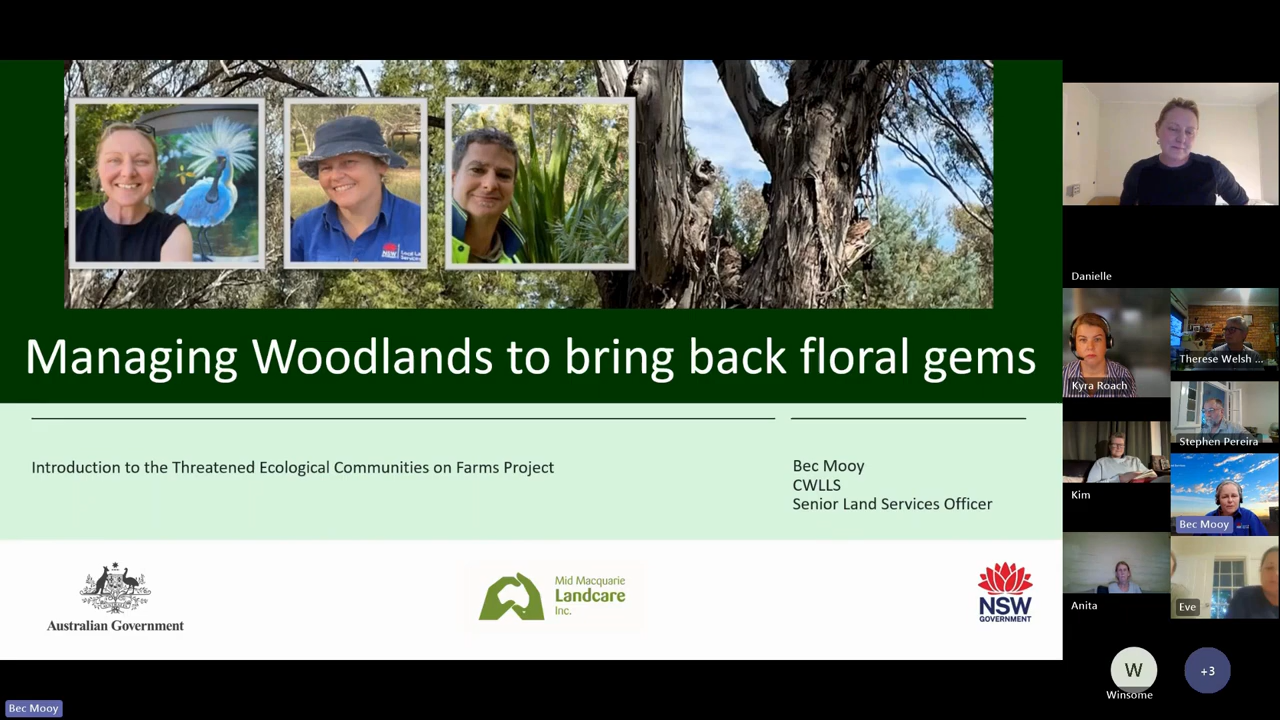 NSW
Managing Woodlands to bring back floral gems
Introduction to the Threatened Ecological Communities on Farms Project
Bec Mooy
CWLLS
Senior Land Services Officer
Australian Government
Mid Macquarie
Landcare
Inc.
NSW
GOVERNMENT
Danielle
Kyra Roach
Therese Welsh ...
Stephen Pereira
Kim
Bec Mooy
Anita
Eve
W
Winsome
+3
Bec Mooy